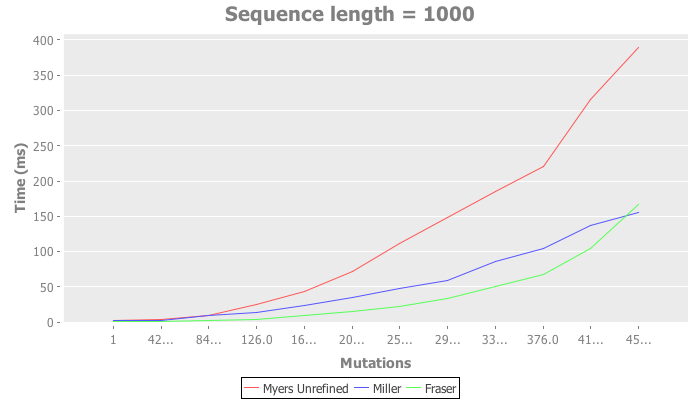 Sequence length = 1000
400
350
300
250
200
150
100
50
0
Time (ms)
1 42... 84... 126.0 16... 20... 25... 29... 33... 376.0 41... 45...
Mutations
Myers Unrefined Miller Fraser